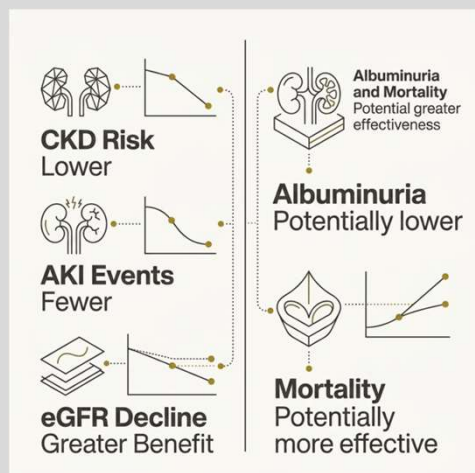 CKD Risk
Lower
AKI Events
Fewer
eGFR Decline
Greater Benefit
Albuminuria
and Mortality
Potential greater
effectiveness
Albuminuria
Potentially lower
Mortality
Potentially
more effective